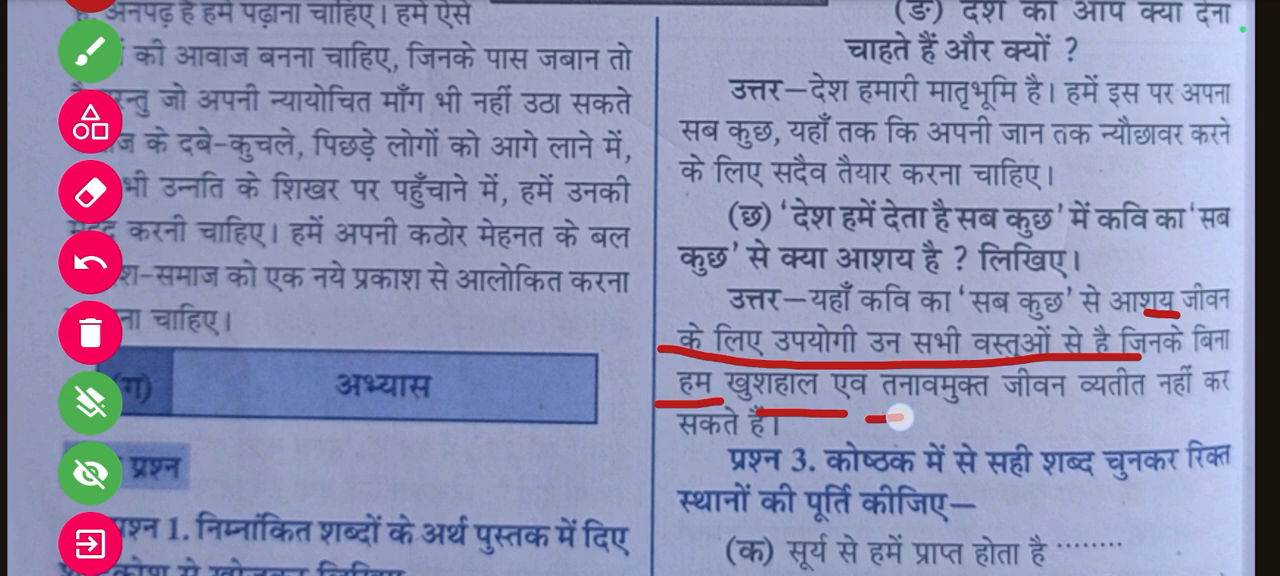 अनपढ़ हैं हमें पढ़ाना चाहिए। हमें ऐसे
की आवाज बनना चाहिए, जिनके पास जबान तो
जो अपनी न्यायोचित माँग भी नहीं उठा सकते
के दबे-कुचले, पिछड़े लोगों को आगे लाने में,
भी उन्नति के शिखर पर पहुँचाने में, हमें उनकी
करनी चाहिए। हमें अपनी कठोर मेहनत के बल
-समाज को एक नये प्रकाश से आलोकित करना
चाहिए।
(ग) अभ्यास
प्रश्न
प्रश्न 1. निम्नांकित शब्दों के अर्थ पुस्तक में दिए
(ङ) देश को आप क्या देना
चाहते हैं और क्यों ?
उत्तर–देश हमारी मातृभूमि है। हमें इस पर अपना
सब कुछ, यहाँ तक कि अपनी जान तक न्यौछावर करने
के लिए सदैव तैयार करना चाहिए।
(छ) 'देश हमें देता है सब कुछ' में कवि का 'सब
कुछ' से क्या आशय है ? लिखिए।
उत्तर–यहाँ कवि का 'सब कुछ' से आशय जीवन
के लिए उपयोगी उन सभी वस्तुओं से है जिनके बिना
हम खुशहाल एवं तनावमुक्त जीवन व्यतीत नहीं कर
सकते हैं।
प्रश्न 3. कोष्ठक में से सही शब्द चुनकर रिक्त
स्थानों की पूर्ति कीजिए–
(क) सूर्य से हमें प्राप्त होता है ........